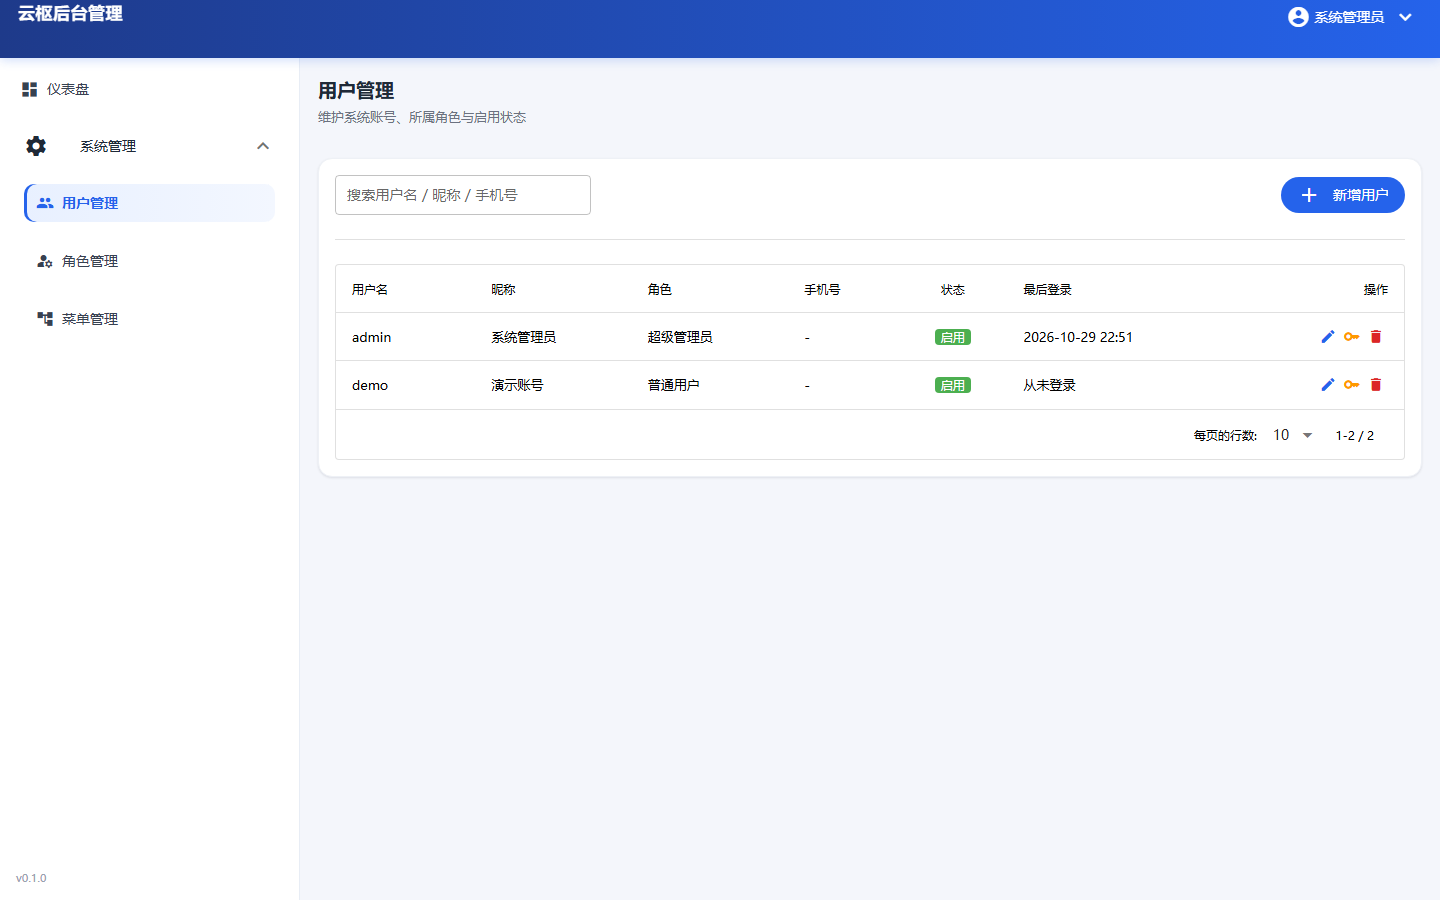 云枢后台管理
系统管理员
仪表盘
系统管理
用户管理
角色管理
菜单管理
v0.1.0
用户管理
维护系统账号、所属角色与启用状态
搜索用户名 / 昵称 / 手机号
新增用户
用户名 昵称 角色 手机号 状态 最后登录 操作
admin 系统管理员 超级管理员 - 启用 2026-10-29 22:51
demo 演示账号 普通用户 - 启用 从未登录
每页的行数: 10 1-2 / 2